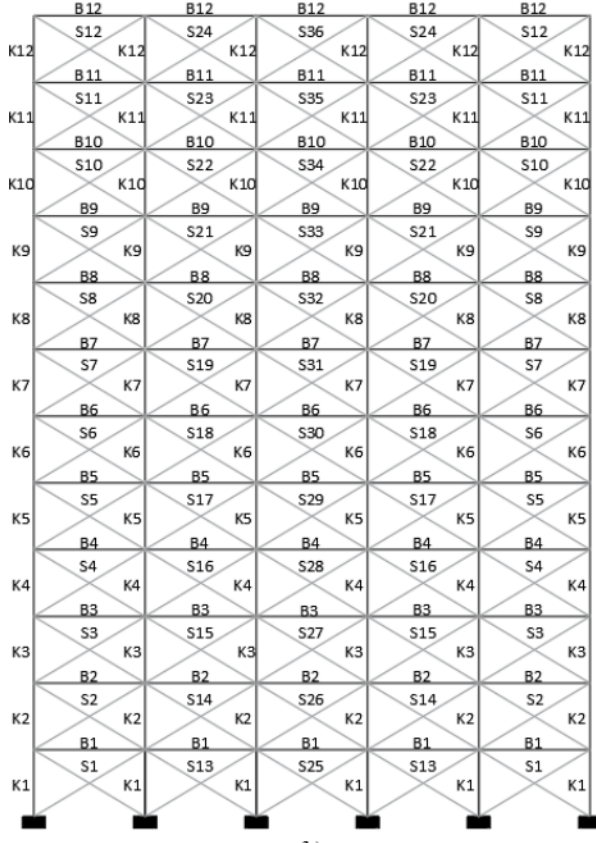 B12 B12 B12 B12 B12
S12 S24 S36 S24 S12
K12 K12 K12 K12 K12 K12
B11 B11 B11 B11 B11
S11 S23 S35 S23 S11
K11 K11 K11 K11 K11 K11
B10 B10 B10 B10 B10
S10 S22 S34 S22 S10
K10 K10 K10 K10 K10 K10
B9 B9 B9 B9 B9
S9 S21 S33 S21 S9
K9 K9 K9 K9 K9 K9
B8 B8 B8 B8 B8
S8 S20 S32 S20 S8
K8 K8 K8 K8 K8 K8
B7 B7 B7 B7 B7
S7 S19 S31 S19 S7
K7 K7 K7 K7 K7 K7
B6 B6 B6 B6 B6
S6 S18 S30 S18 S6
K6 K6 K6 K6 K6 K6
B5 B5 B5 B5 B5
S5 S17 S29 S17 S5
K5 K5 K5 K5 K5 K5
B4 B4 B4 B4 B4
S4 S16 S28 S16 S4
K4 K4 K4 K4 K4 K4
B3 B3 B3 B3 B3
S3 S15 S27 S15 S3
K3 K3 K3 K3 K3 K3
B2 B2 B2 B2 B2
S2 S14 S26 S14 S2
K2 K2 K2 K2 K2 K2
B1 B1 B1 B1 B1
S1 S13 S25 S13 S1
K1 K1 K1 K1 K1 K1